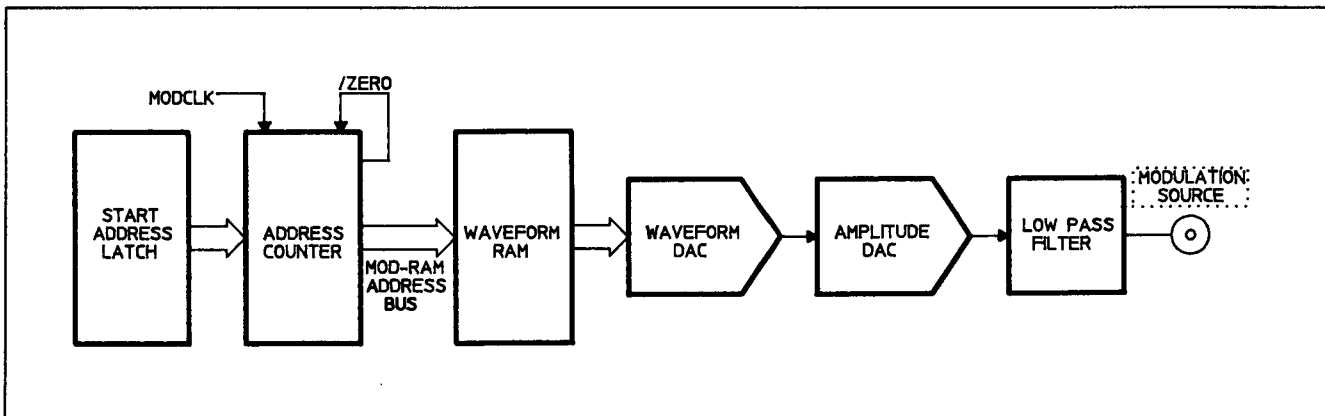 MODCLK
/ZERO
START
ADDRESS
LATCH
ADDRESS
COUNTER
MOD-RAM
ADDRESS
BUS
WAVEFORM
RAM
WAVEFORM
DAC
AMPLITUDE
DAC
LOW PASS
FILTER
MODULATION
SOURCE